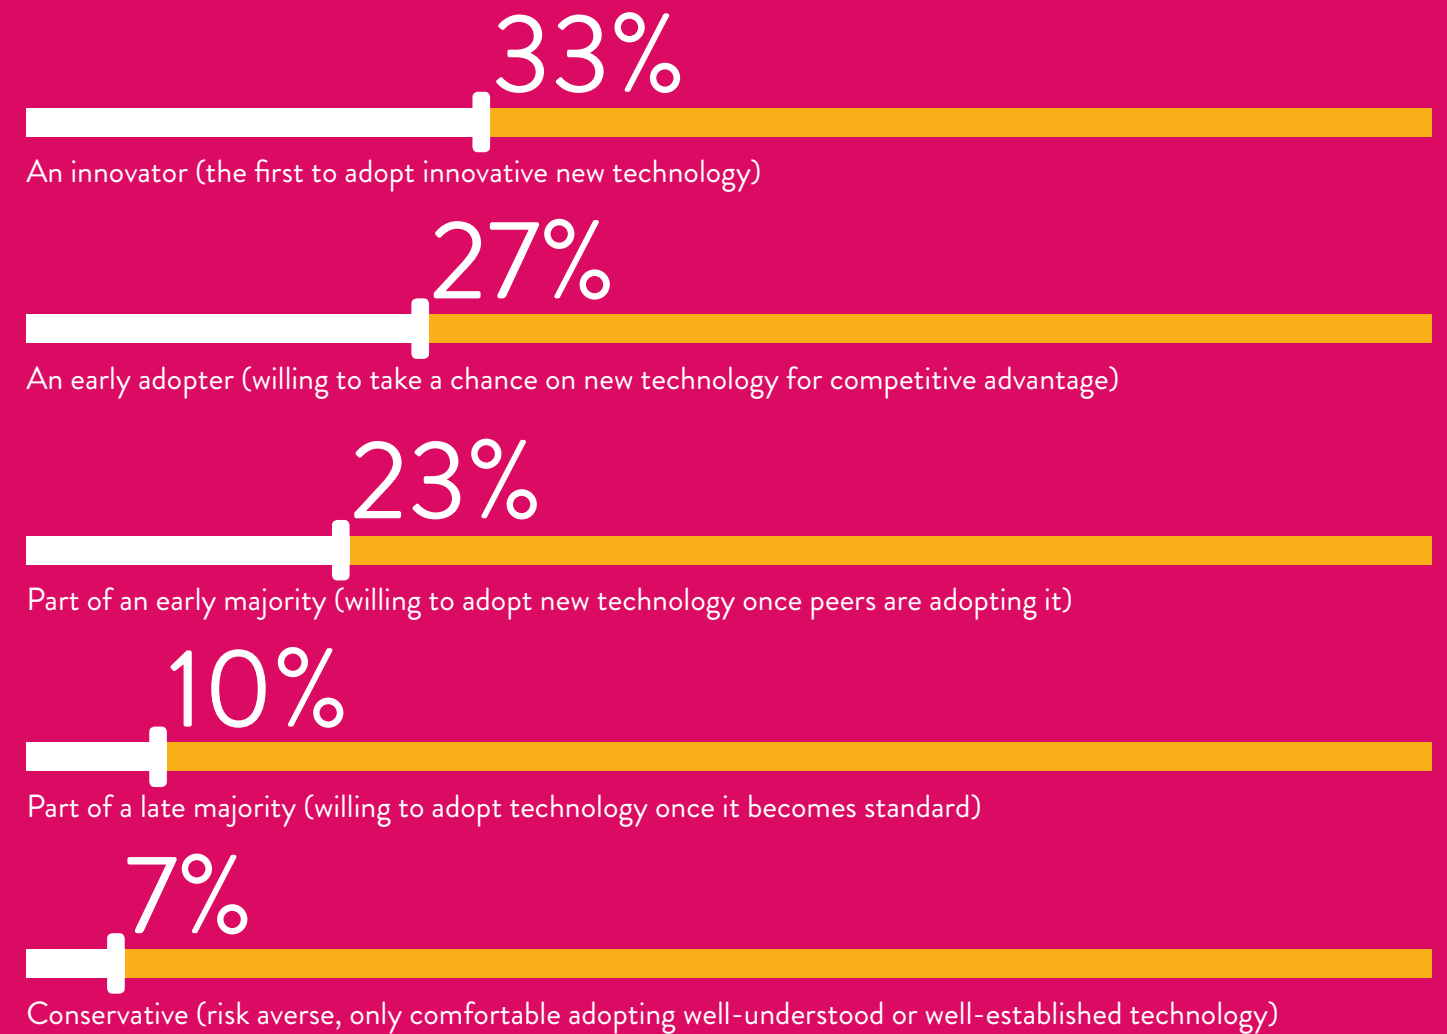 33%
An innovator (the first to adopt innovative new technology)
27%
An early adopter (willing to take a chance on new technology for competitive advantage)
23%
Part of an early majority (willing to adopt new technology once peers are adopting it)
10%
Part of a late majority (willing to adopt technology once it becomes standard)
7%
Conservative (risk averse, only comfortable adopting well-understood or well-established technology)